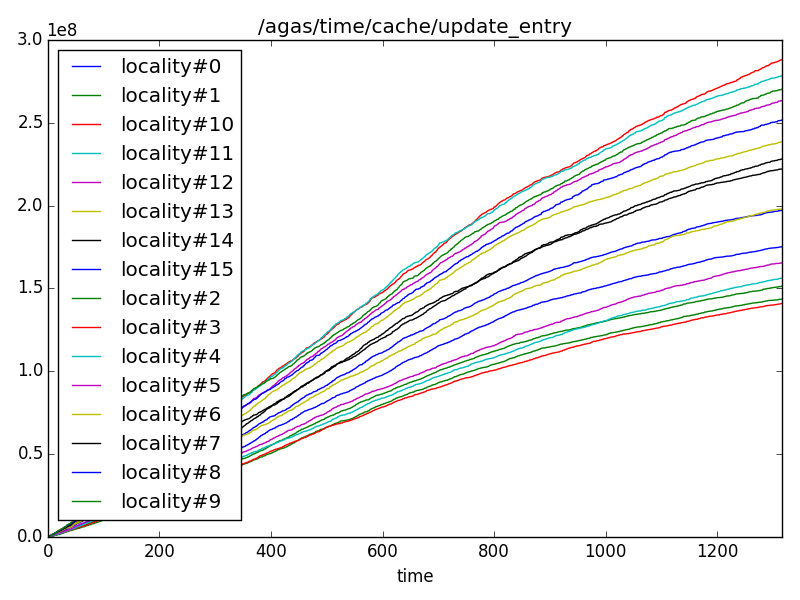 /agas/time/cache/update_entry
1e8
3.0
2.5
2.0
1.5
1.0
0.5
0.0
locality#0
locality#1
locality#10
locality#11
locality#12
locality#13
locality#14
locality#15
locality#2
locality#3
locality#4
locality#5
locality#6
locality#7
locality#8
locality#9
0 200 400 600 800 1000 1200
time